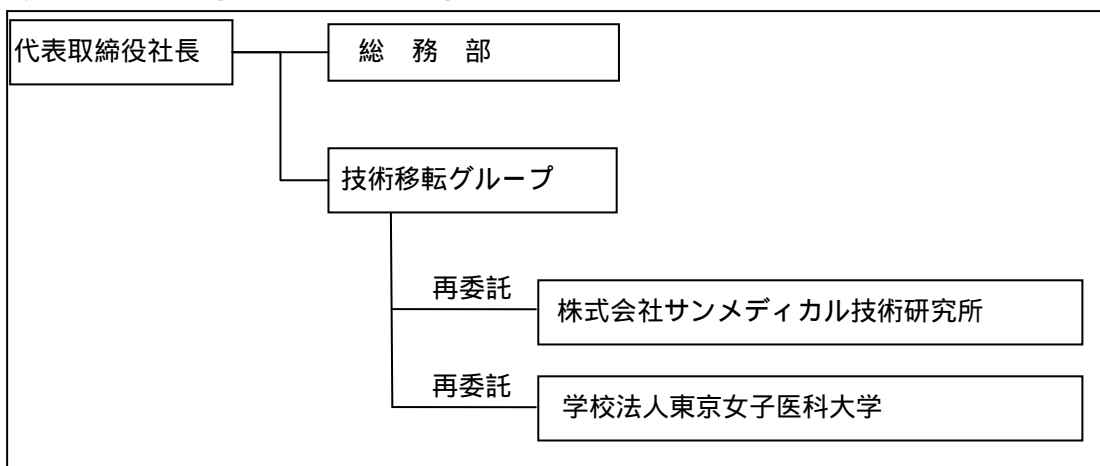 代表取締役社長
総　務　部
技術移転グループ
再委託
株式会社サンメディカル技術研究所
再委託
学校法人東京女子医科大学